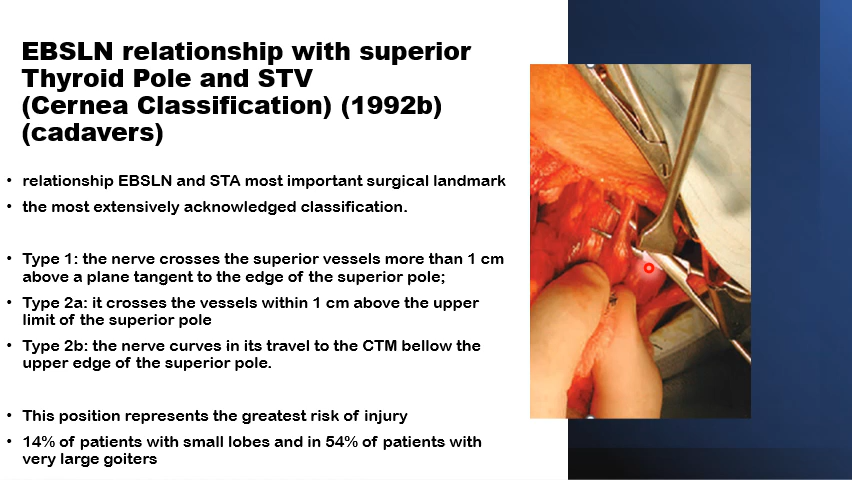 EBSLN relationship with superior
Thyroid Pole and STV
(Cernea Classification) (1992b)
(cadavers)
• relationship EBSLN and STA most important surgical landmark
• the most extensively acknowledged classification.
• Type 1: the nerve crosses the superior vessels more than 1 cm
above a plane tangent to the edge of the superior pole;
• Type 2a: it crosses the vessels within 1 cm above the upper
limit of the superior pole
• Type 2b: the nerve curves in its travel to the CTM bellow the
upper edge of the superior pole.
• This position represents the greatest risk of injury
• 14% of patients with small lobes and in 54% of patients with
very large goiters